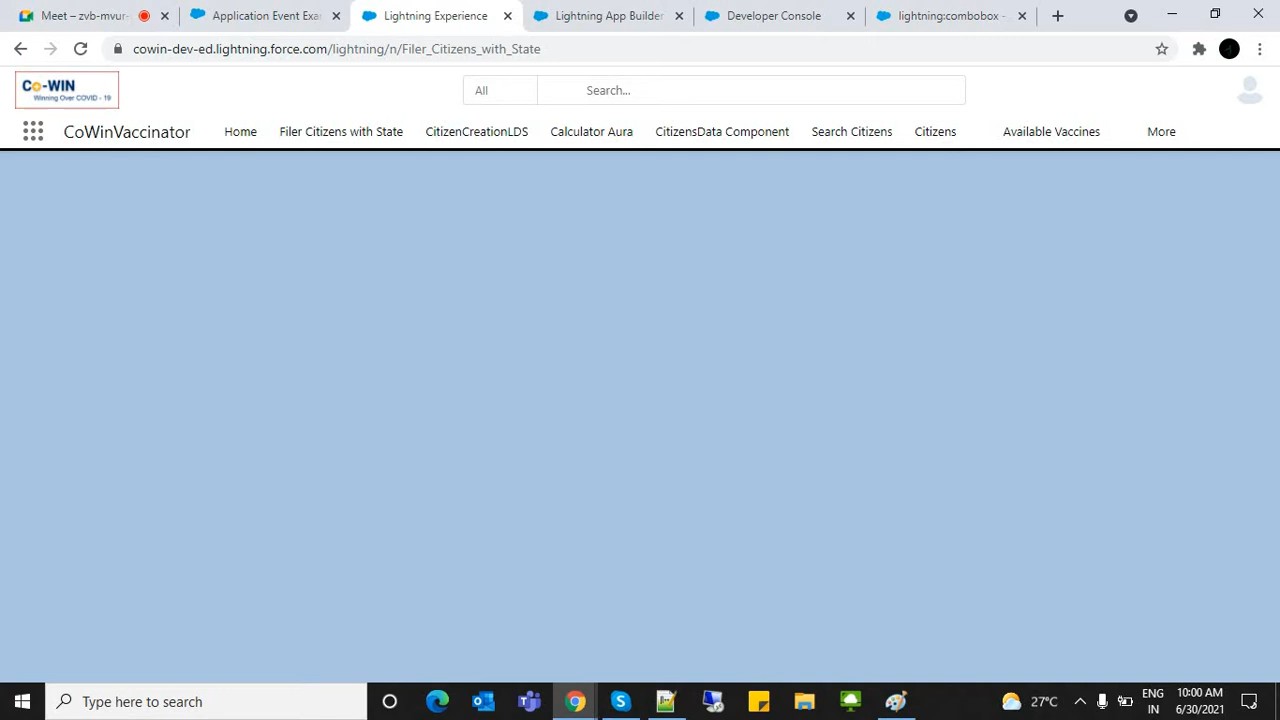 Meet – zvb-mvur- Application Event Exa Lightning Experience Lightning App Builder Developer Console lightning:combobox -
cowin-dev-ed.lightning.force.com/lightning/n/Filer_Citizens_with_State
Co-WIN
Winning Over COVID - 19
All Search...
CoWinVaccinator Home Filer Citizens with State CitizenCreationLDS Calculator Aura CitizensData Component Search Citizens Citizens Available Vaccines More
Type here to search
27°C
ENG
IN
10:00 AM
6/30/2021